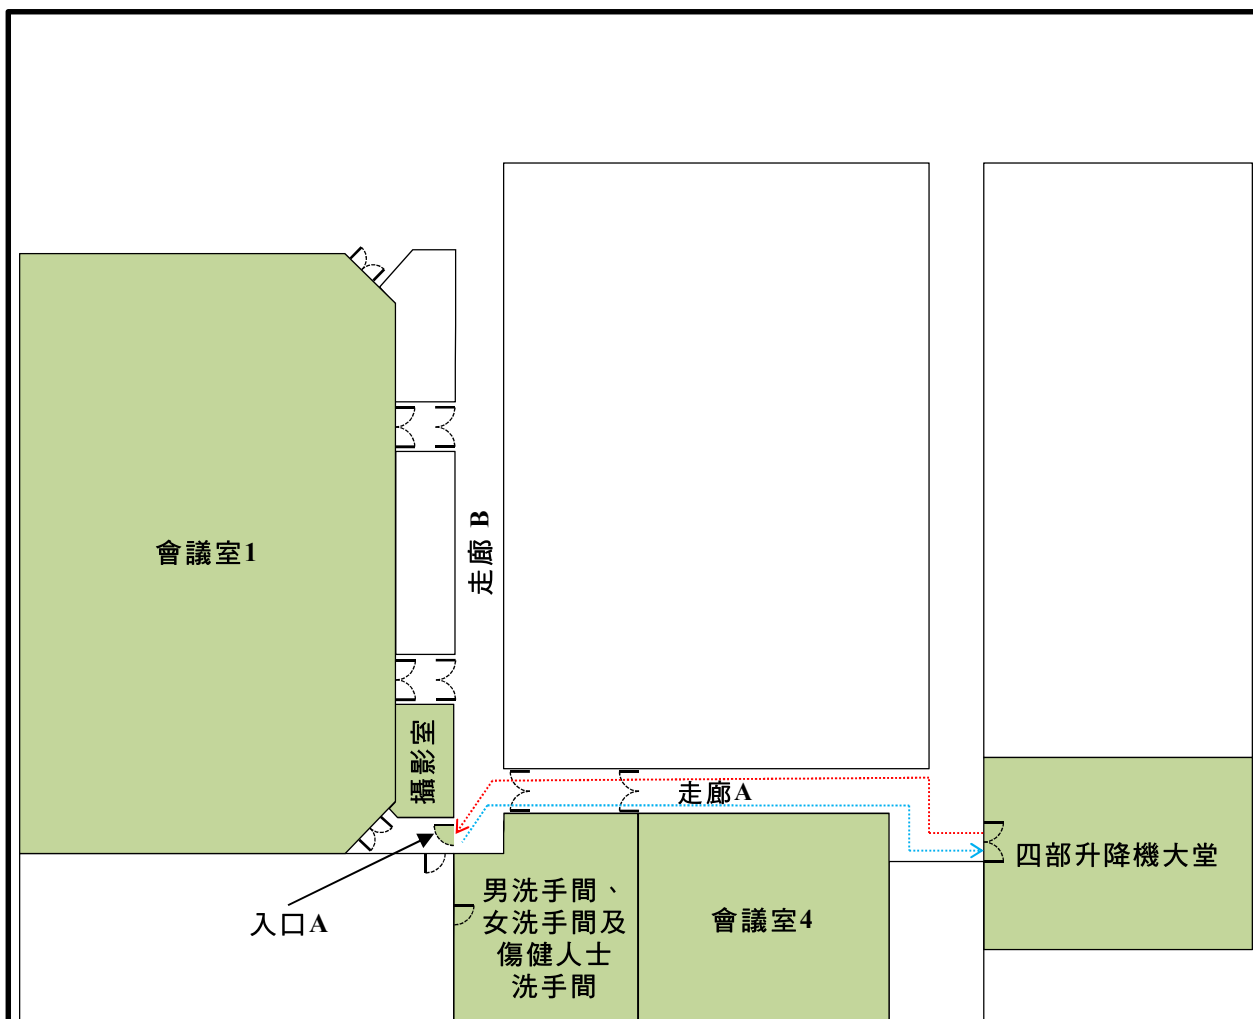 會議室1
走廊 B
攝影室
走廊A
四部升降機大堂
入口A
男洗手間、
女洗手間及
傷健人士
洗手間
會議室4